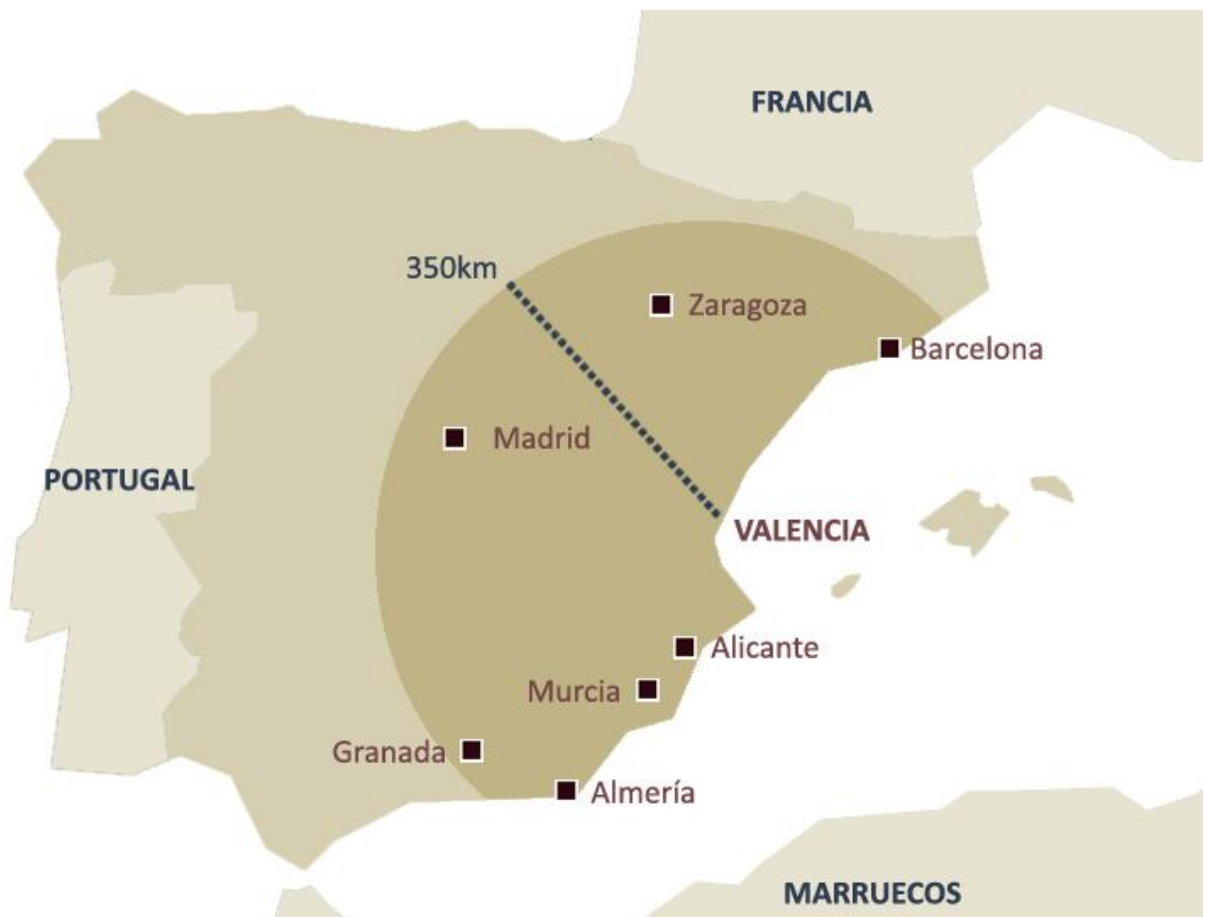 FRANCIA
350km
Zaragoza
Barcelona
Madrid
PORTUGAL
VALENCIA
Alicante
Murcia
Granada
Almería
MARRUECOS